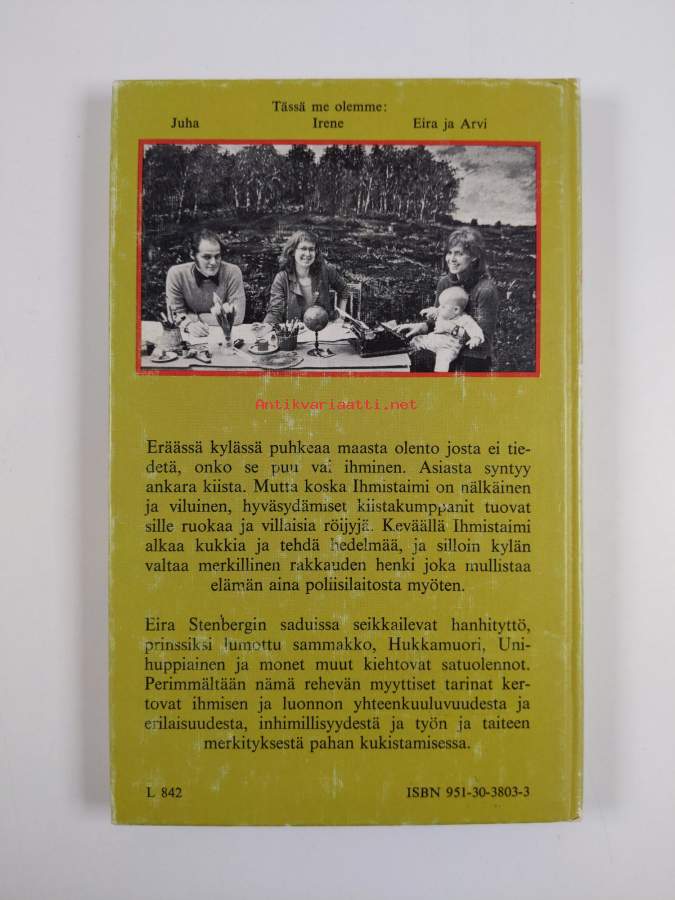 Tässä me olemme:
Juha Irene Eira ja Arvi
Antikvariaatti.net
Eräässä kylässä puhkeaa maasta olento josta ei tie-
detä, onko se puu vai ihminen. Asiasta syntyy
ankara kiista. Mutta koska Ihmistaimi on nälkäinen
ja viluinen, hyväsydämiset kiistakumppanit tuovat
sille ruokaa ja villaisia röijyjä. Keväällä Ihmistaimi
alkaa kukkia ja tehdä hedelmää, ja silloin kylän
valtaa merkillinen rakkauden henki joka mullistaa
elämän aina poliisilaitosta myöten.
Eira Stenbergin saduissa seikkailevat hanhityttö,
prinssiksi lumottu sammakko, Hukkamuori, Uni-
huppiainen ja monet muut kiehtovat satuolennot.
Perimmältään nämä rehevän myyttiset tarinat ker-
tovat ihmisen ja luonnon yhteenkuuluvuudesta ja
erilaisuudesta, inhimillisyydestä ja työn ja taiteen
merkityksestä pahan kukistamisessa.
L 842 ISBN 951-30-3803-3